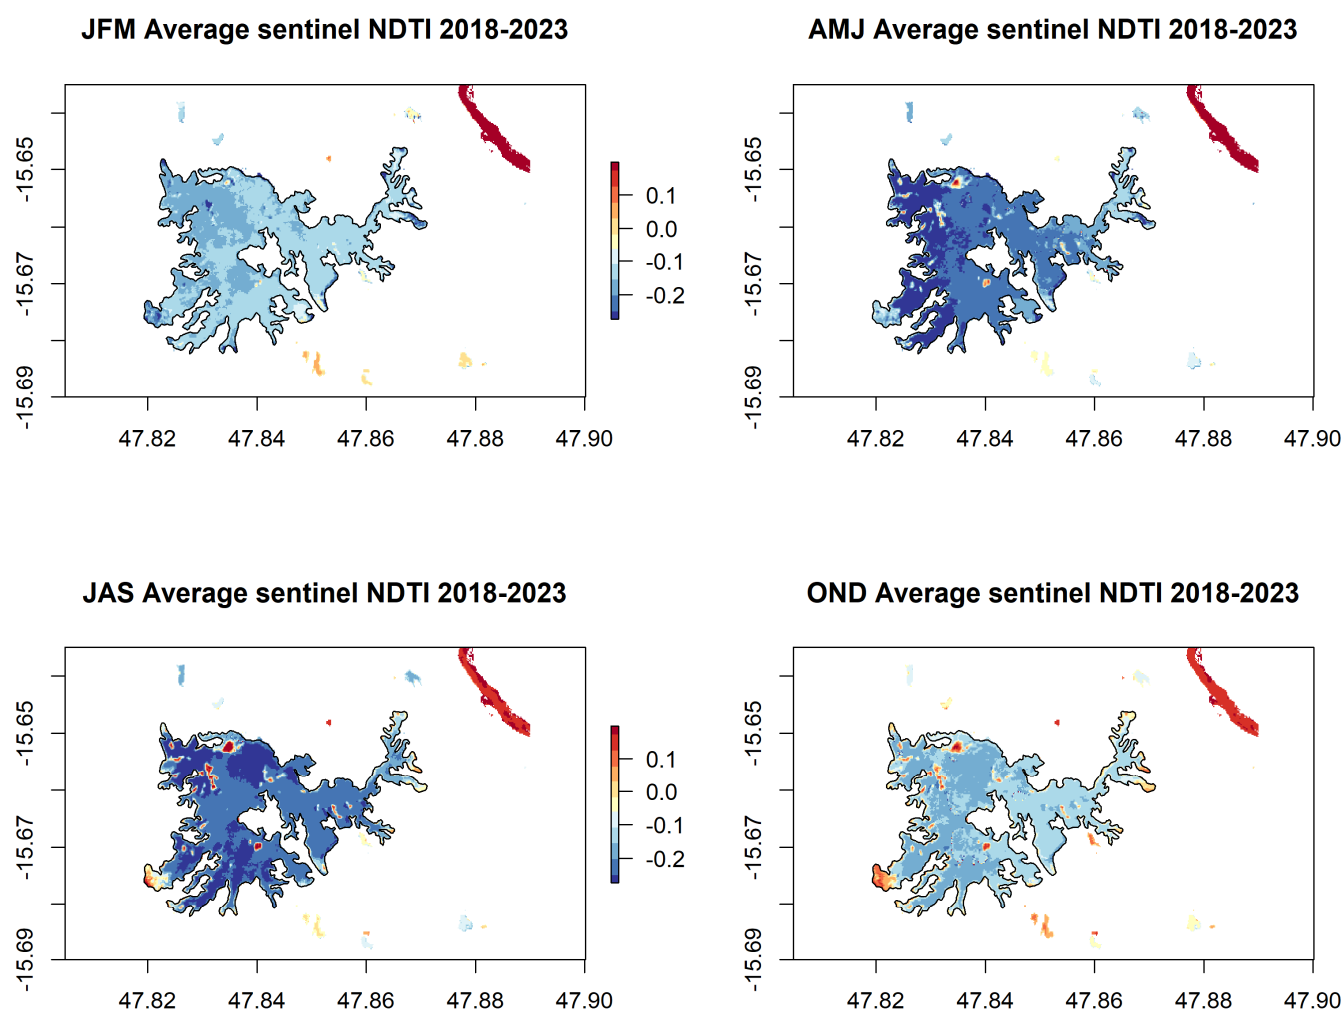 JFM Average sentinel NDTI 2018-2023
-15.65
-15.67
-15.69
47.82 47.84 47.86 47.88 47.90
0.1
0.0
-0.1
-0.2
AMJ Average sentinel NDTI 2018-2023
-15.65
-15.67
-15.69
47.82 47.84 47.86 47.88 47.90
JAS Average sentinel NDTI 2018-2023
-15.65
-15.67
-15.69
47.82 47.84 47.86 47.88 47.90
0.1
0.0
-0.1
-0.2
OND Average sentinel NDTI 2018-2023
-15.65
-15.67
-15.69
47.82 47.84 47.86 47.88 47.90